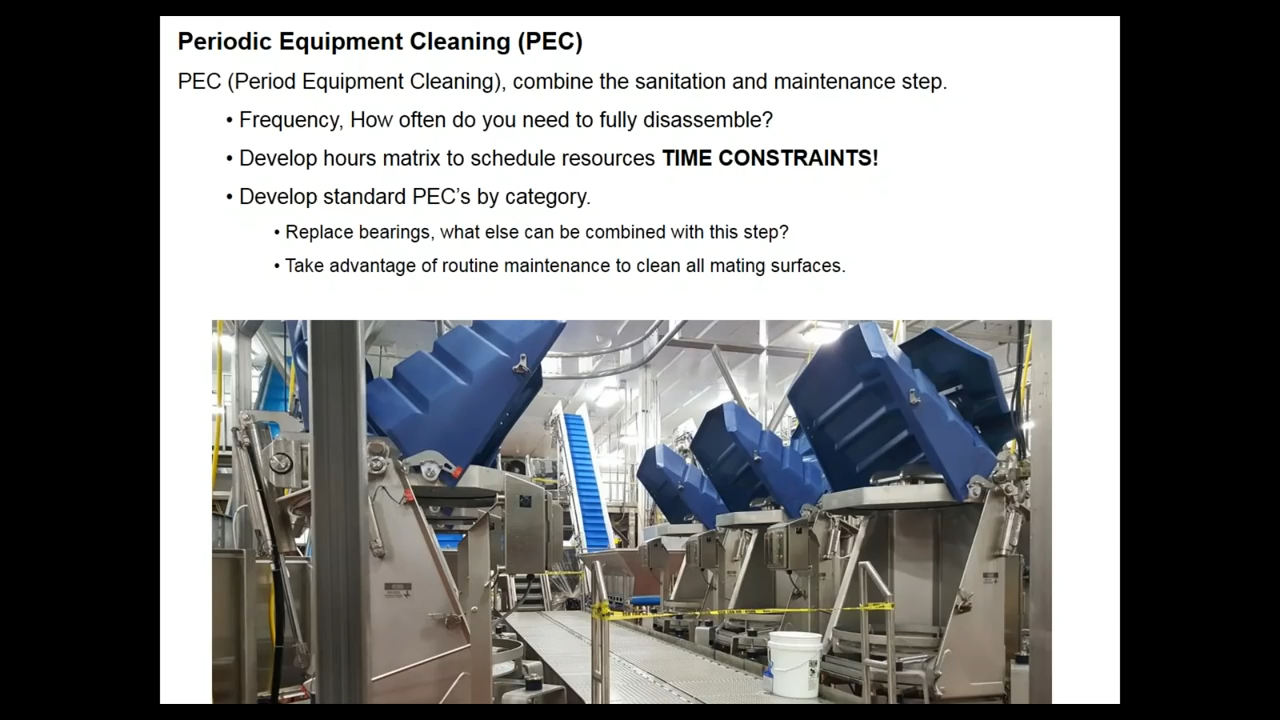 Periodic Equipment Cleaning (PEC)
PEC (Period Equipment Cleaning), combine the sanitation and maintenance step.
• Frequency, How often do you need to fully disassemble?
• Develop hours matrix to schedule resources TIME CONSTRAINTS!
• Develop standard PEC’s by category.
• Replace bearings, what else can be combined with this step?
• Take advantage of routine maintenance to clean all mating surfaces.